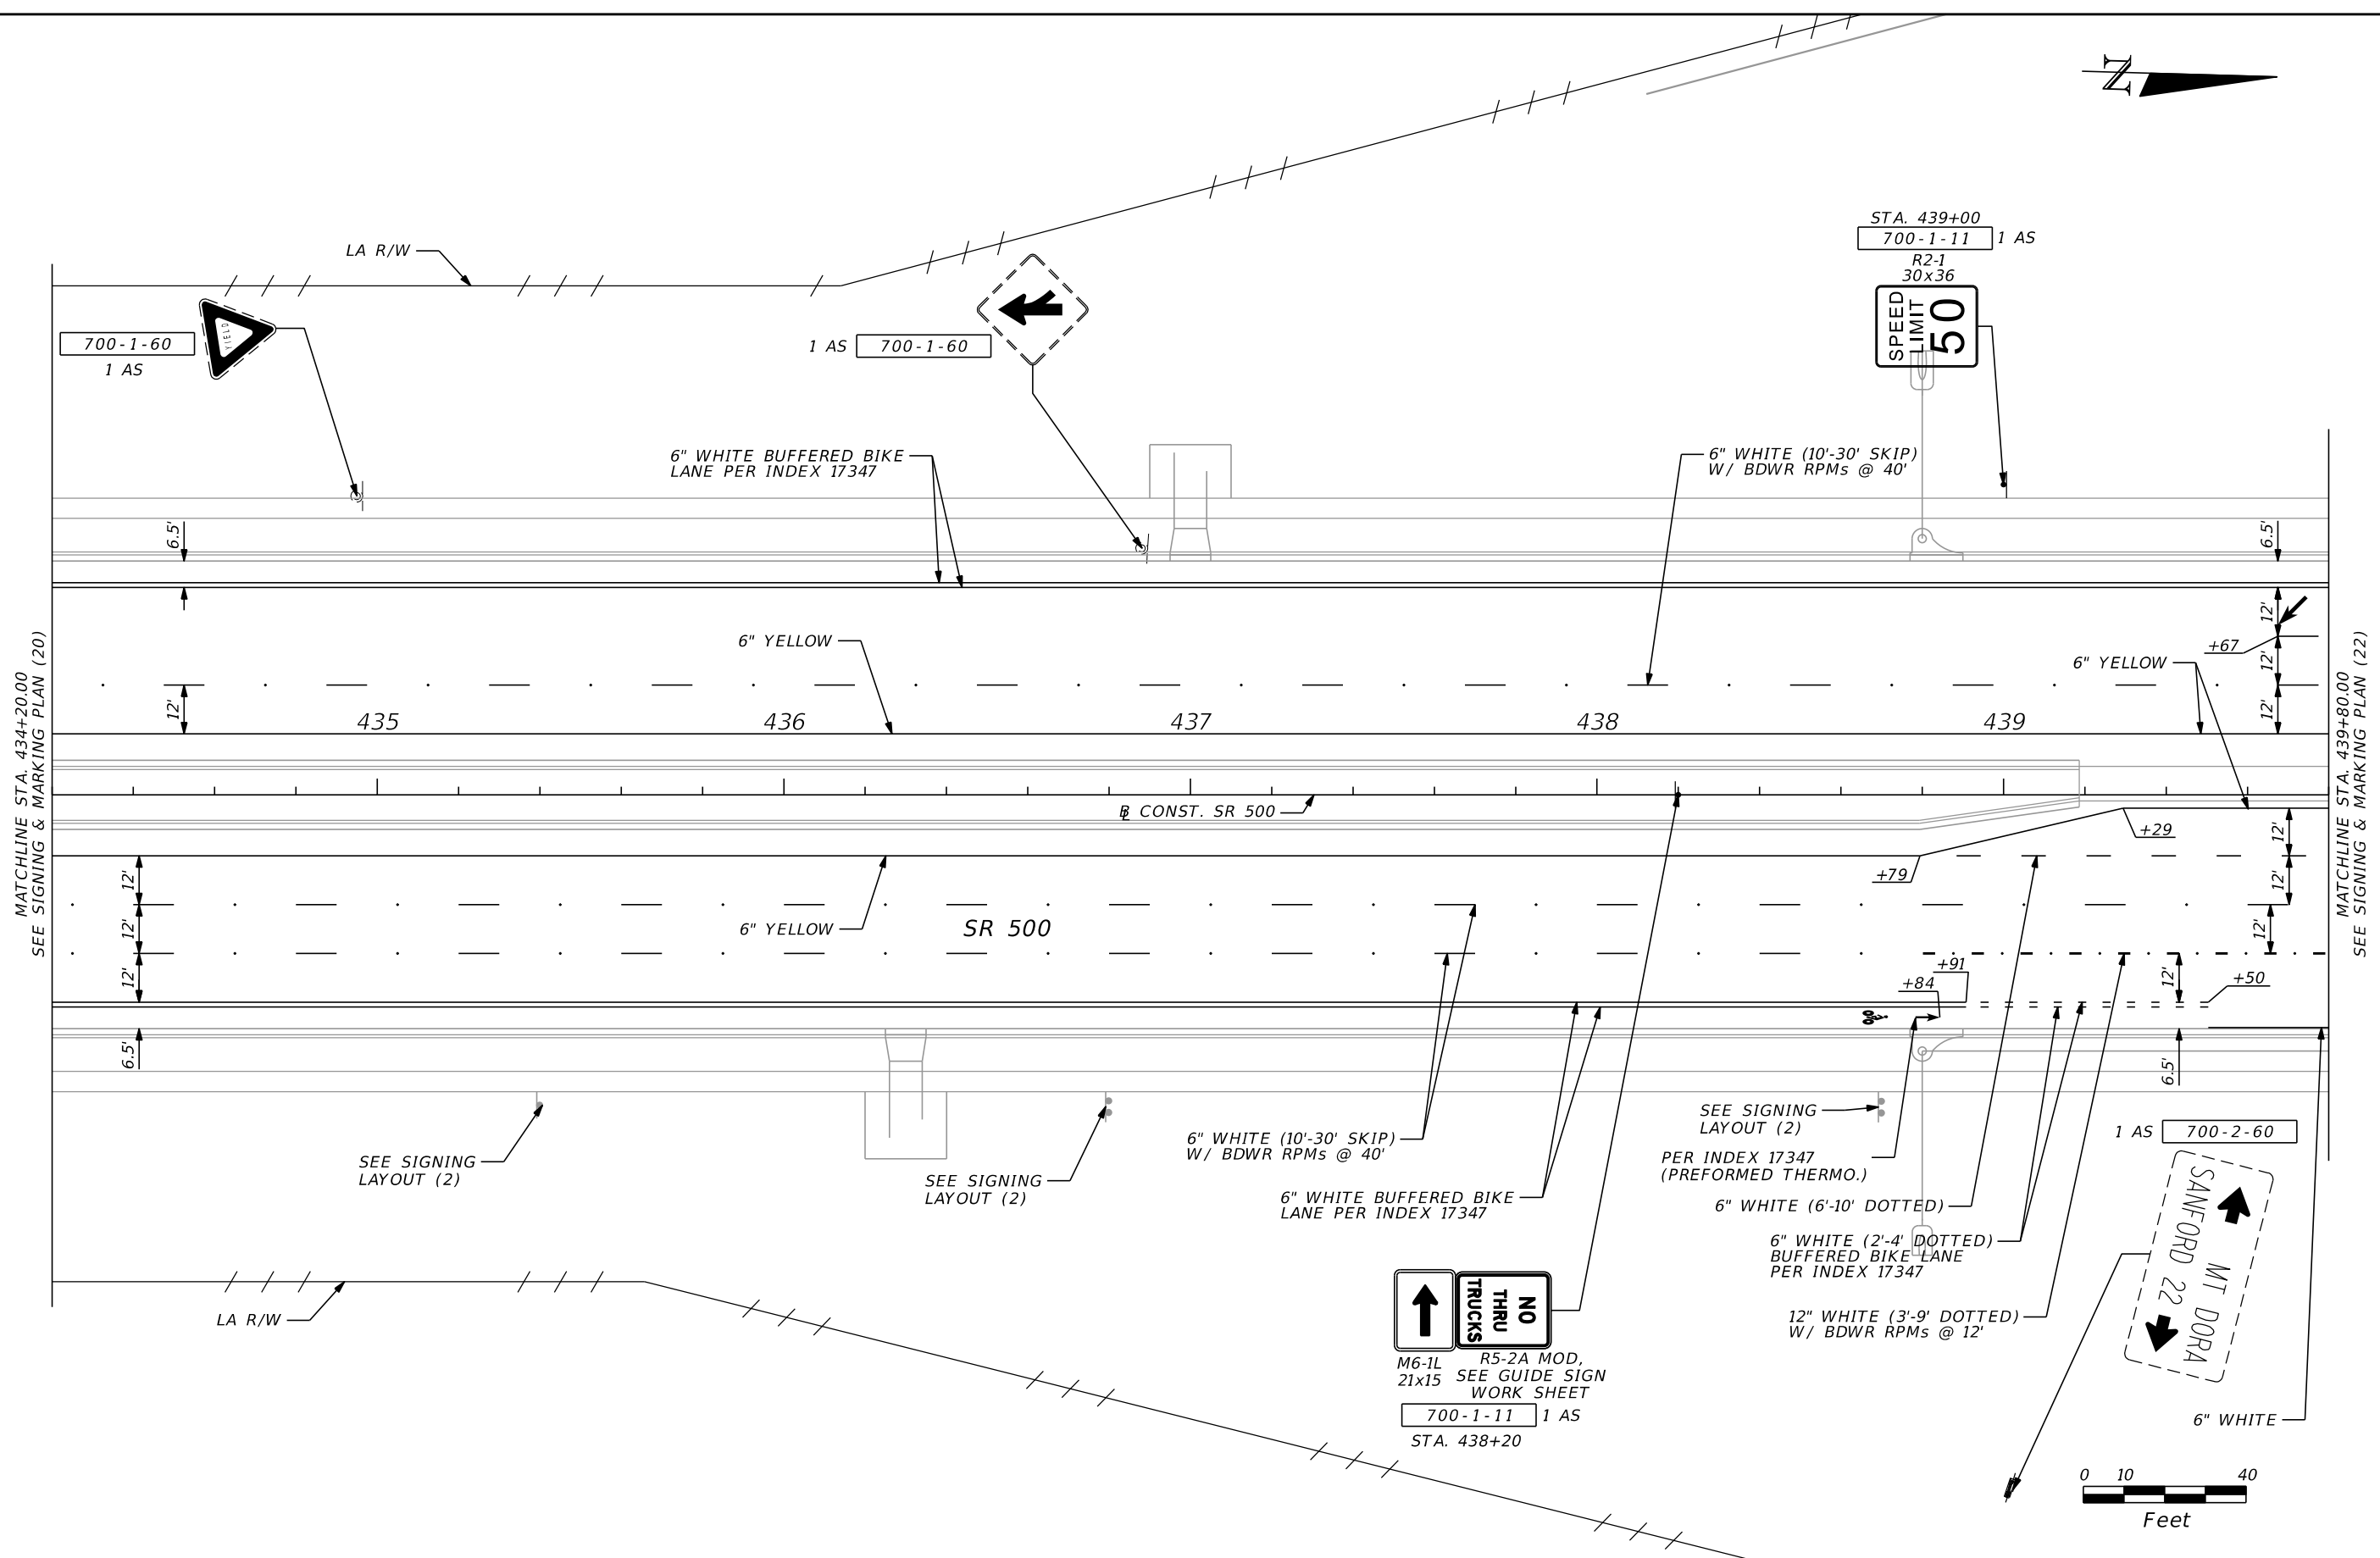 N
STA. 439+00
700-1-11 1 AS
R2-1
30x36
SPEED
LIMIT
50
LA R/W
YIELD
700-1-60
1 AS
1 AS 700-1-60
6" WHITE BUFFERED BIKE
LANE PER INDEX 17347
6" WHITE (10'-30' SKIP)
W/ BDWR RPMs @ 40'
6.5'
6.5'
MATCHLINE STA. 434+20.00
SEE SIGNING & MARKING PLAN (20)
MATCHLINE STA. 439+80.00
SEE SIGNING & MARKING PLAN (22)
12'
+67
6" YELLOW
6" YELLOW
12'
12'
12'
435 436 437 438 439
B CONST. SR 500
L
+29
12'
12'
+79
12'
6" YELLOW
SR 500
12'
12'
+91
+84
12'
12'
+50
6.5'
6.5'
SEE SIGNING
LAYOUT (2)
SEE SIGNING
LAYOUT (2)
6" WHITE (10'-30' SKIP)
W/ BDWR RPMs @ 40'
6" WHITE BUFFERED BIKE
LANE PER INDEX 17347
SEE SIGNING
LAYOUT (2)
PER INDEX 17347
(PREFORMED THERMO.)
6" WHITE (6'-10' DOTTED)
6" WHITE (2'-4' DOTTED)
BUFFERED BIKE LANE
PER INDEX 17347
12" WHITE (3'-9' DOTTED)
W/ BDWR RPMs @ 12'
1 AS 700-2-60
MT DORA
SANFORD 22
LA R/W
NO
THRU
TRUCKS
M6-1L
21x15
R5-2A MOD,
SEE GUIDE SIGN
WORK SHEET
700-1-11 1 AS
STA. 438+20
6" WHITE
0 10 40
Feet